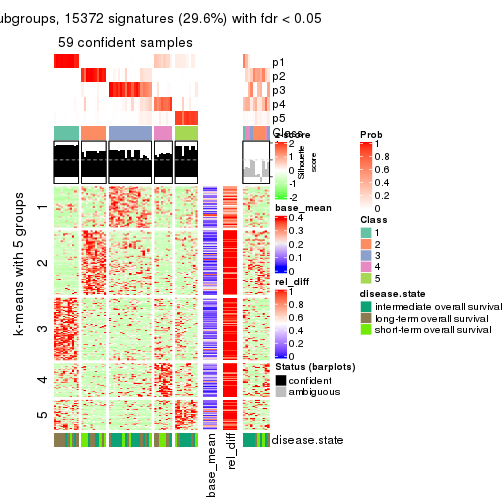 ubgroups, 15372 signatures (29.6%) with fdr < 0.05
59 confident samples
p1
p2
p3
p4
p5
Class
Silhouette
score
1
2
3
4
5
k-means with 5 groups
base_mean
rel_diff
disease.state
z-score
2
1
0
-1
-2
base_mean
0.4
0.3
0.2
0.1
0
rel_diff
1
0.8
0.6
0.4
0.2
0
Status (barplots)
confident
ambiguous
Prob
1
0.8
0.6
0.4
0.2
0
Class
1
2
3
4
5
disease.state
intermediate overall survival
long-term overall survival
short-term overall survival